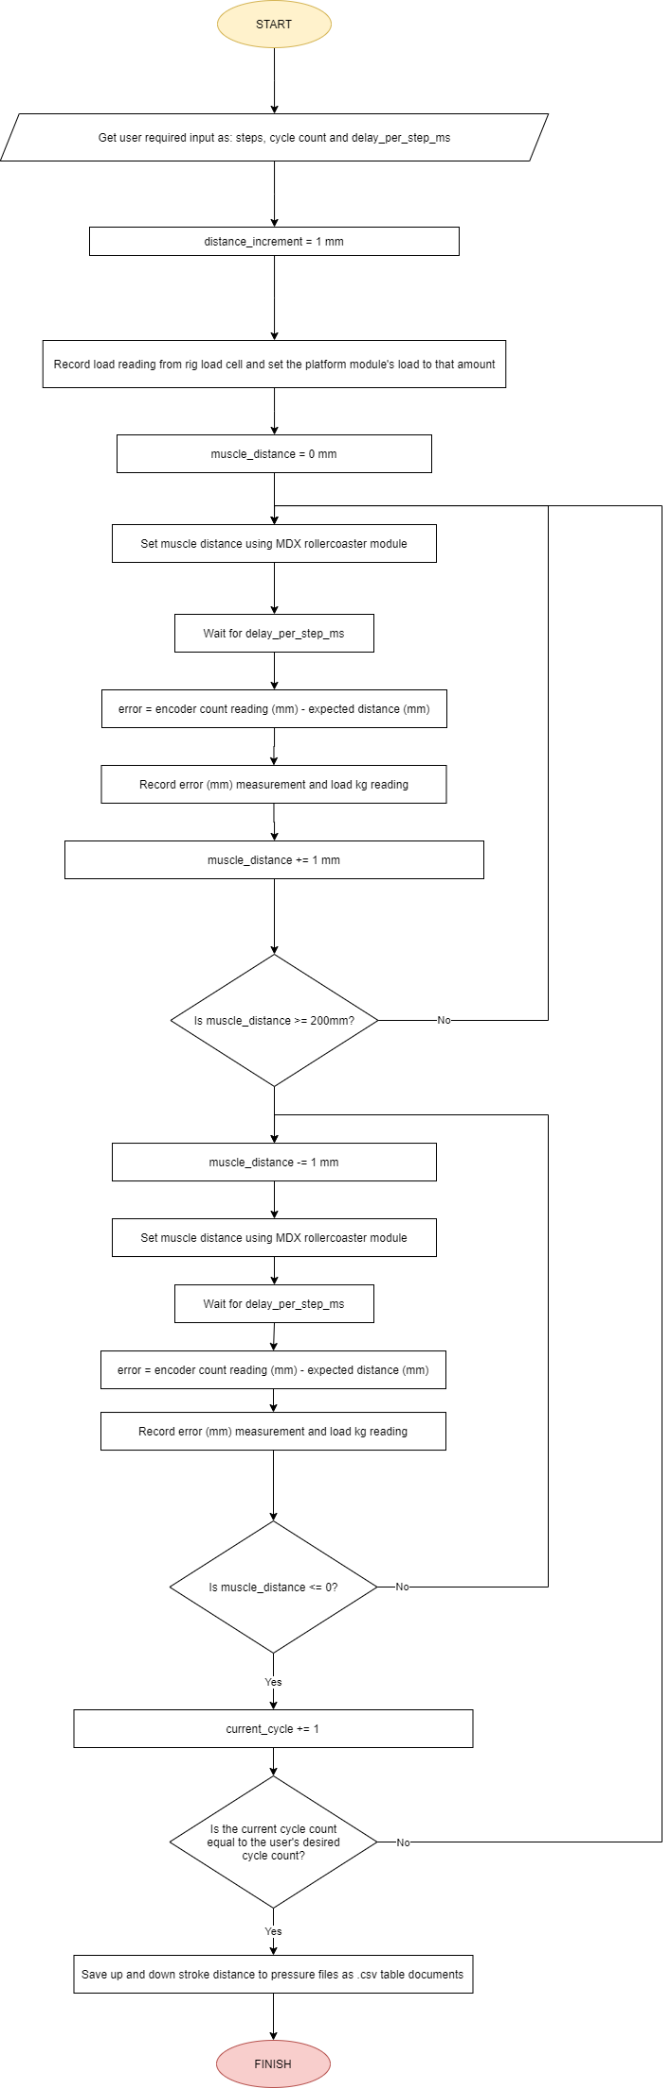 START
Get user required input as: steps, cycle count and delay_per_step_ms
distance_increment = 1 mm
Record load reading from rig load cell and set the platform module's load to that amount
muscle_distance = 0 mm
Set muscle distance using MDX rollercoaster module
Wait for delay_per_step_ms
error = encoder count reading (mm) - expected distance (mm)
Record error (mm) measurement and load kg reading
muscle_distance += 1 mm
Is muscle_distance >= 200mm?
No
muscle_distance -= 1 mm
Set muscle distance using MDX rollercoaster module
Wait for delay_per_step_ms
error = encoder count reading (mm) - expected distance (mm)
Record error (mm) measurement and load kg reading
Is muscle_distance <= 0?
No
Yes
current_cycle += 1
Is the current cycle count
equal to the user's desired
cycle count?
No
Yes
Save up and down stroke distance to pressure files as .csv table documents
FINISH